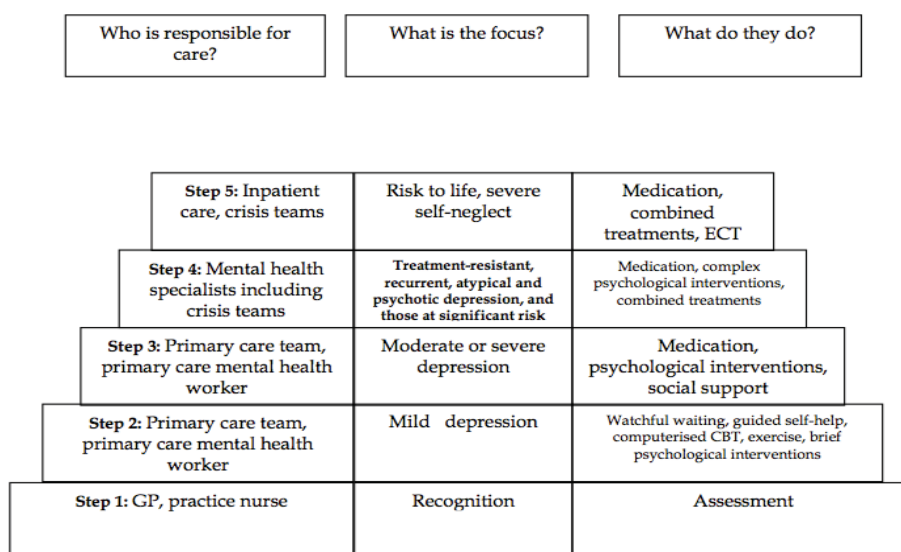 Who is responsible for
care?
What is the focus?
What do they do?
Step 5: Inpatient
care, crisis teams
Risk to life, severe
self-neglect
Medication,
combined
treatments, ECT
Step 4: Mental health
specialists including
crisis teams
Treatment-resistant,
recurrent, atypical and
psychotic depression, and
those at significant risk
Medication, complex
psychological interventions,
combined treatments
Step 3: Primary care team,
primary care mental health
worker
Moderate or severe
depression
Medication,
psychological interventions,
social support
Step 2: Primary care team,
primary care mental health
worker
Mild depression
Watchful waiting, guided self-help,
computerised CBT, exercise, brief
psychological interventions
Step 1: GP, practice nurse
Recognition
Assessment